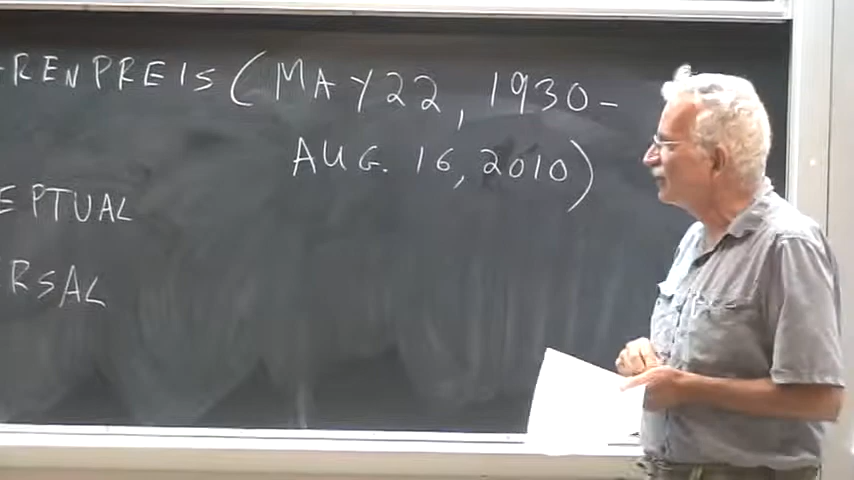 RENPREIS (MAY 22, 1930-
AUG. 16, 2010)
EPTUAL
RSAL